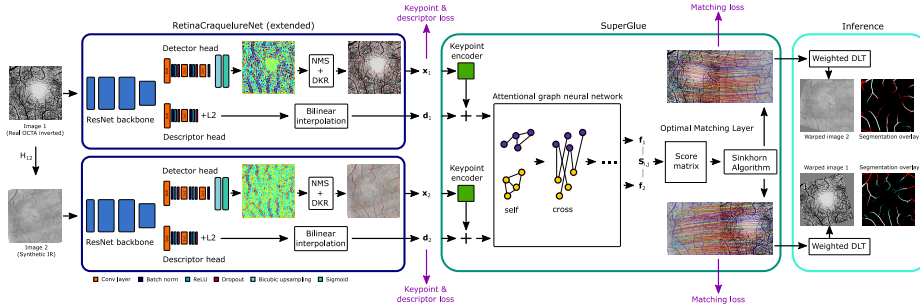 RetinaCraquelureNet (extended)
Keypoint &
descriptor loss
SuperGlue
Matching loss
Inference
Detector head
NMS
+
DKR
x1
Keypoint
encoder
Weighted DLT
Image 1
(Real OCTA inverted)
ResNet backbone
+L2
Descriptor head
Bilinear
interpolation
d1
+
Attentional graph neural network
Warped image 2
Segmentation overlay
H12
Optimal Matching Layer
f1
Si,j
f2
Score
matrix
Sinkhorn
Algorithm
self
cross
Detector head
NMS
+
DKR
x2
Keypoint
encoder
Warped image 1
Segmentation overlay
Image 2
(Synthetic IR)
ResNet backbone
+L2
Descriptor head
Bilinear
interpolation
d2
+
Weighted DLT
Conv layer
Batch norm
ReLU
Dropout
Bicubic upsampling
Sigmoid
Keypoint &
descriptor loss
Matching loss